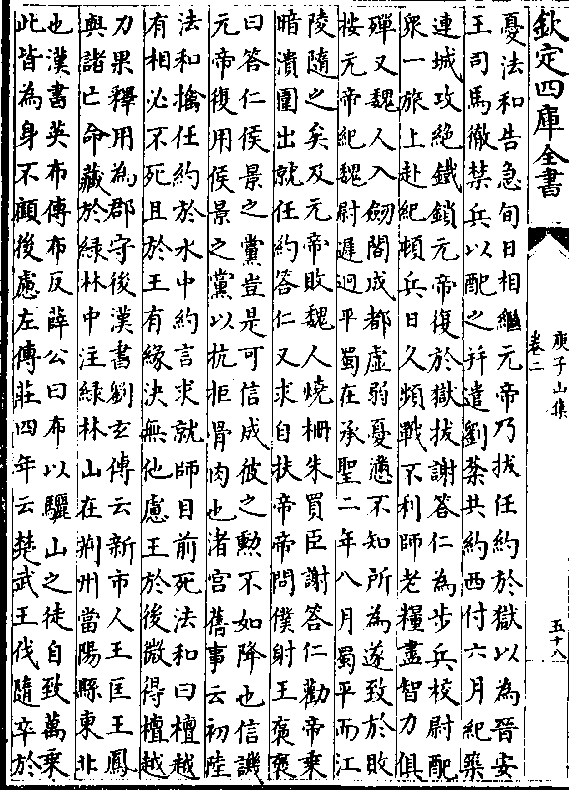 欽定四庫全書
庾子山集
卷二
五十八
憂法和告急旬日相繼元帝乃拔任約於獄以為晉安
王司馬徹禁兵以配之并遣劉棻共約西付六月紀築
連城攻絕鐵鎖元帝復於獄拔謝答仁為步兵校尉配
衆一旅上赴紀頓兵日久頻戰不利師老糧盡智力俱
殫又魏人入劒閣成都虛弱憂懣不知所為遂致於敗
按元帝紀魏尉遲迥平蜀在承聖二年八月蜀平而江
陵隨之矣及元帝敗魏人燒柵朱買臣謝答仁勸帝乗
暗潰圍出就任約答仁又求自扶帝帝問僕射王褒褒
曰答仁侯景之黨豈是可信成彼之勳不如降也信譏
元帝復用侯景之黨以抗拒骨肉也渚宮舊事云初陸
法和擒任約於水中約言求就師目前死法和曰檀越
有相必不死且於王有緣決無他慮王於後微得檀越
力果釋用為郡守後漢書劉玄傳云新市人王匡王鳳
與諸亡命藏於綠林中注綠林山在荆州當陽縣東北
也漢書英布傳布反薛公曰布以驪山之徒自致萬乗
此皆為身不顧後慮左傳莊四年云楚武王伐隨卒於